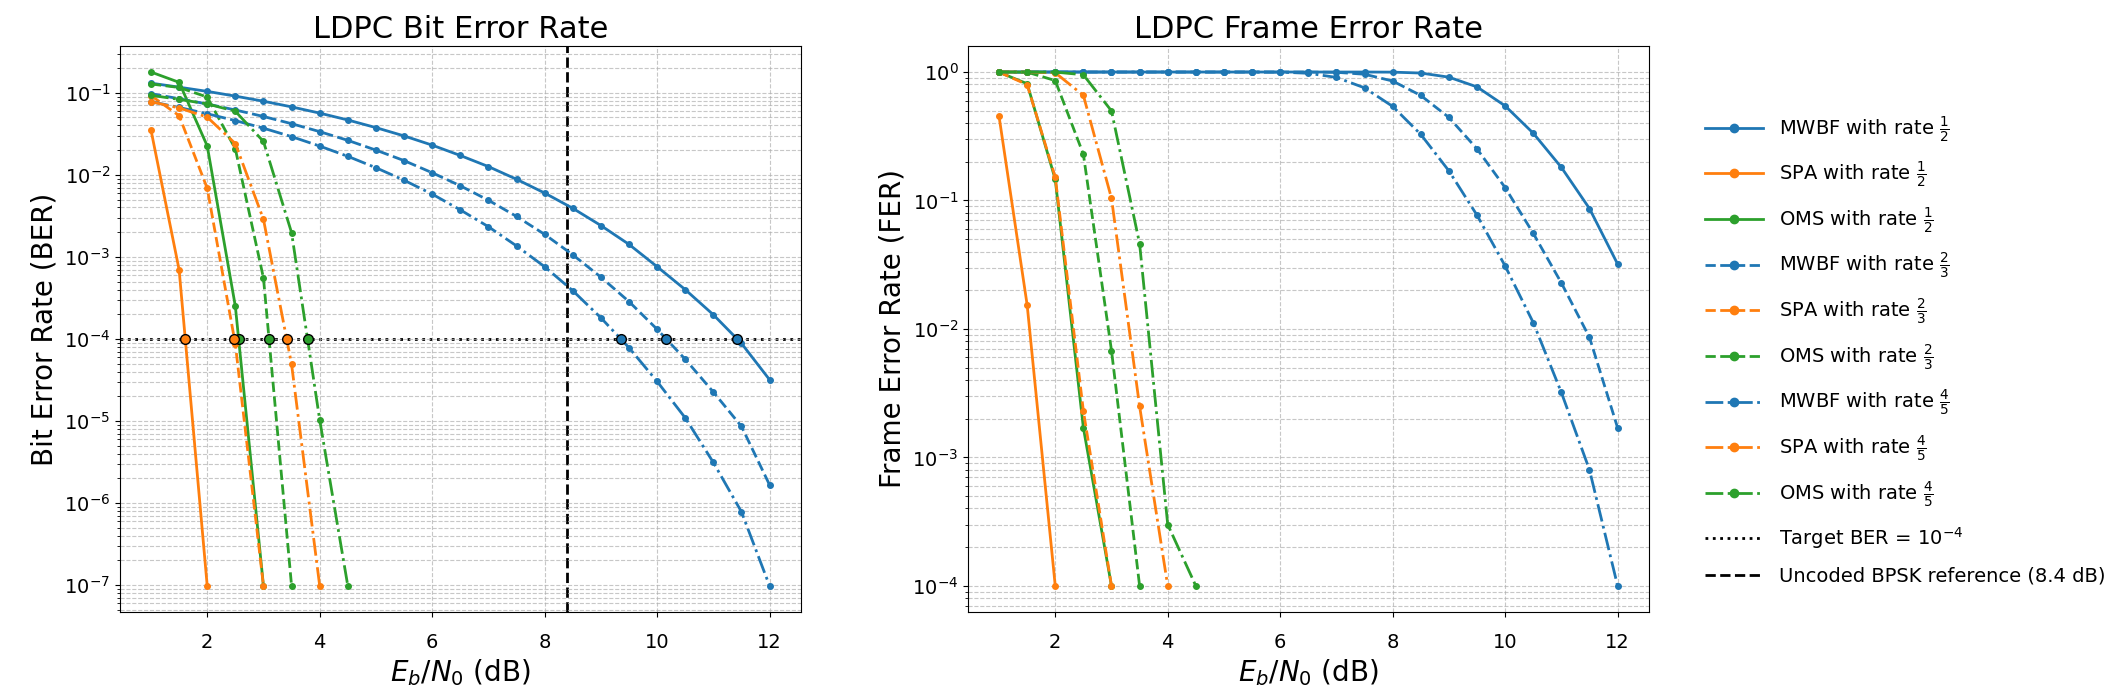 LDPC Bit Error Rate
Bit Error Rate (BER)
10⁻¹
10⁻²
10⁻³
10⁻⁴
10⁻⁵
10⁻⁶
10⁻⁷
2 4 6 8 10 12
E_b/N_0 (dB)
LDPC Frame Error Rate
Frame Error Rate (FER)
10⁰
10⁻¹
10⁻²
10⁻³
10⁻⁴
2 4 6 8 10 12
E_b/N_0 (dB)
MWBF with rate 1/2
SPA with rate 1/2
OMS with rate 1/2
MWBF with rate 2/3
SPA with rate 2/3
OMS with rate 2/3
MWBF with rate 4/5
SPA with rate 4/5
OMS with rate 4/5
Target BER = 10⁻⁴
Uncoded BPSK reference (8.4 dB)